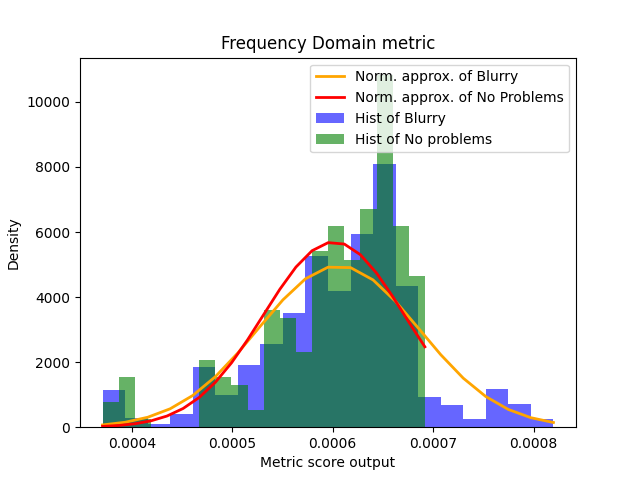 Frequency Domain metric
Norm. approx. of Blurry
Norm. approx. of No Problems
Hist of Blurry
Hist of No problems
10000
8000
6000
4000
2000
0
Density
0.0004 0.0005 0.0006 0.0007 0.0008
Metric score output